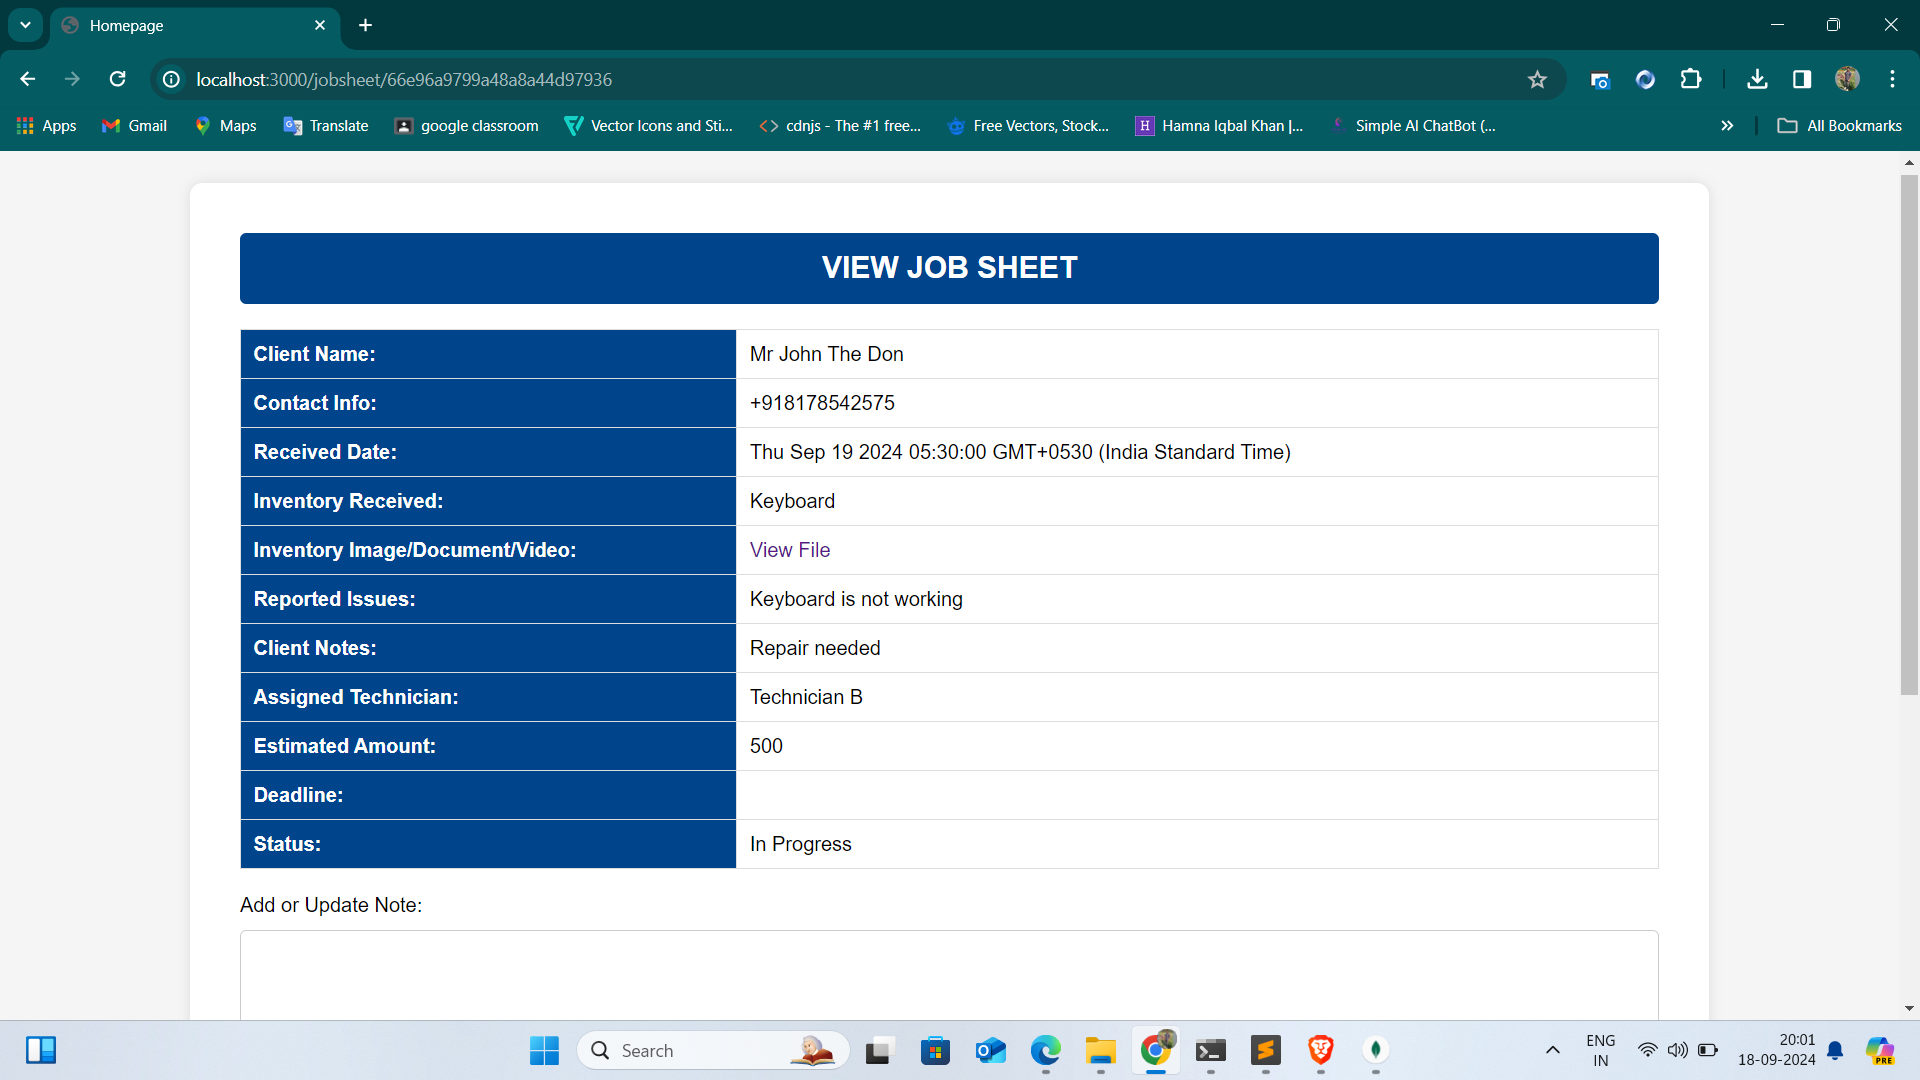 Homepage
localhost:3000/jobsheet/66e96a9799a48a8a44d97936
Apps Gmail Maps Translate google classroom Vector Icons and Sti... cdnjs - The #1 free... Free Vectors, Stock... Hamna Iqbal Khan |... Simple AI ChatBot (... All Bookmarks
VIEW JOB SHEET
Client Name: Mr John The Don
Contact Info: +918178542575
Received Date: Thu Sep 19 2024 05:30:00 GMT+0530 (India Standard Time)
Inventory Received: Keyboard
Inventory Image/Document/Video: View File
Reported Issues: Keyboard is not working
Client Notes: Repair needed
Assigned Technician: Technician B
Estimated Amount: 500
Deadline:
Status: In Progress
Add or Update Note:
Search
ENG
IN
20:01
18-09-2024
PRE